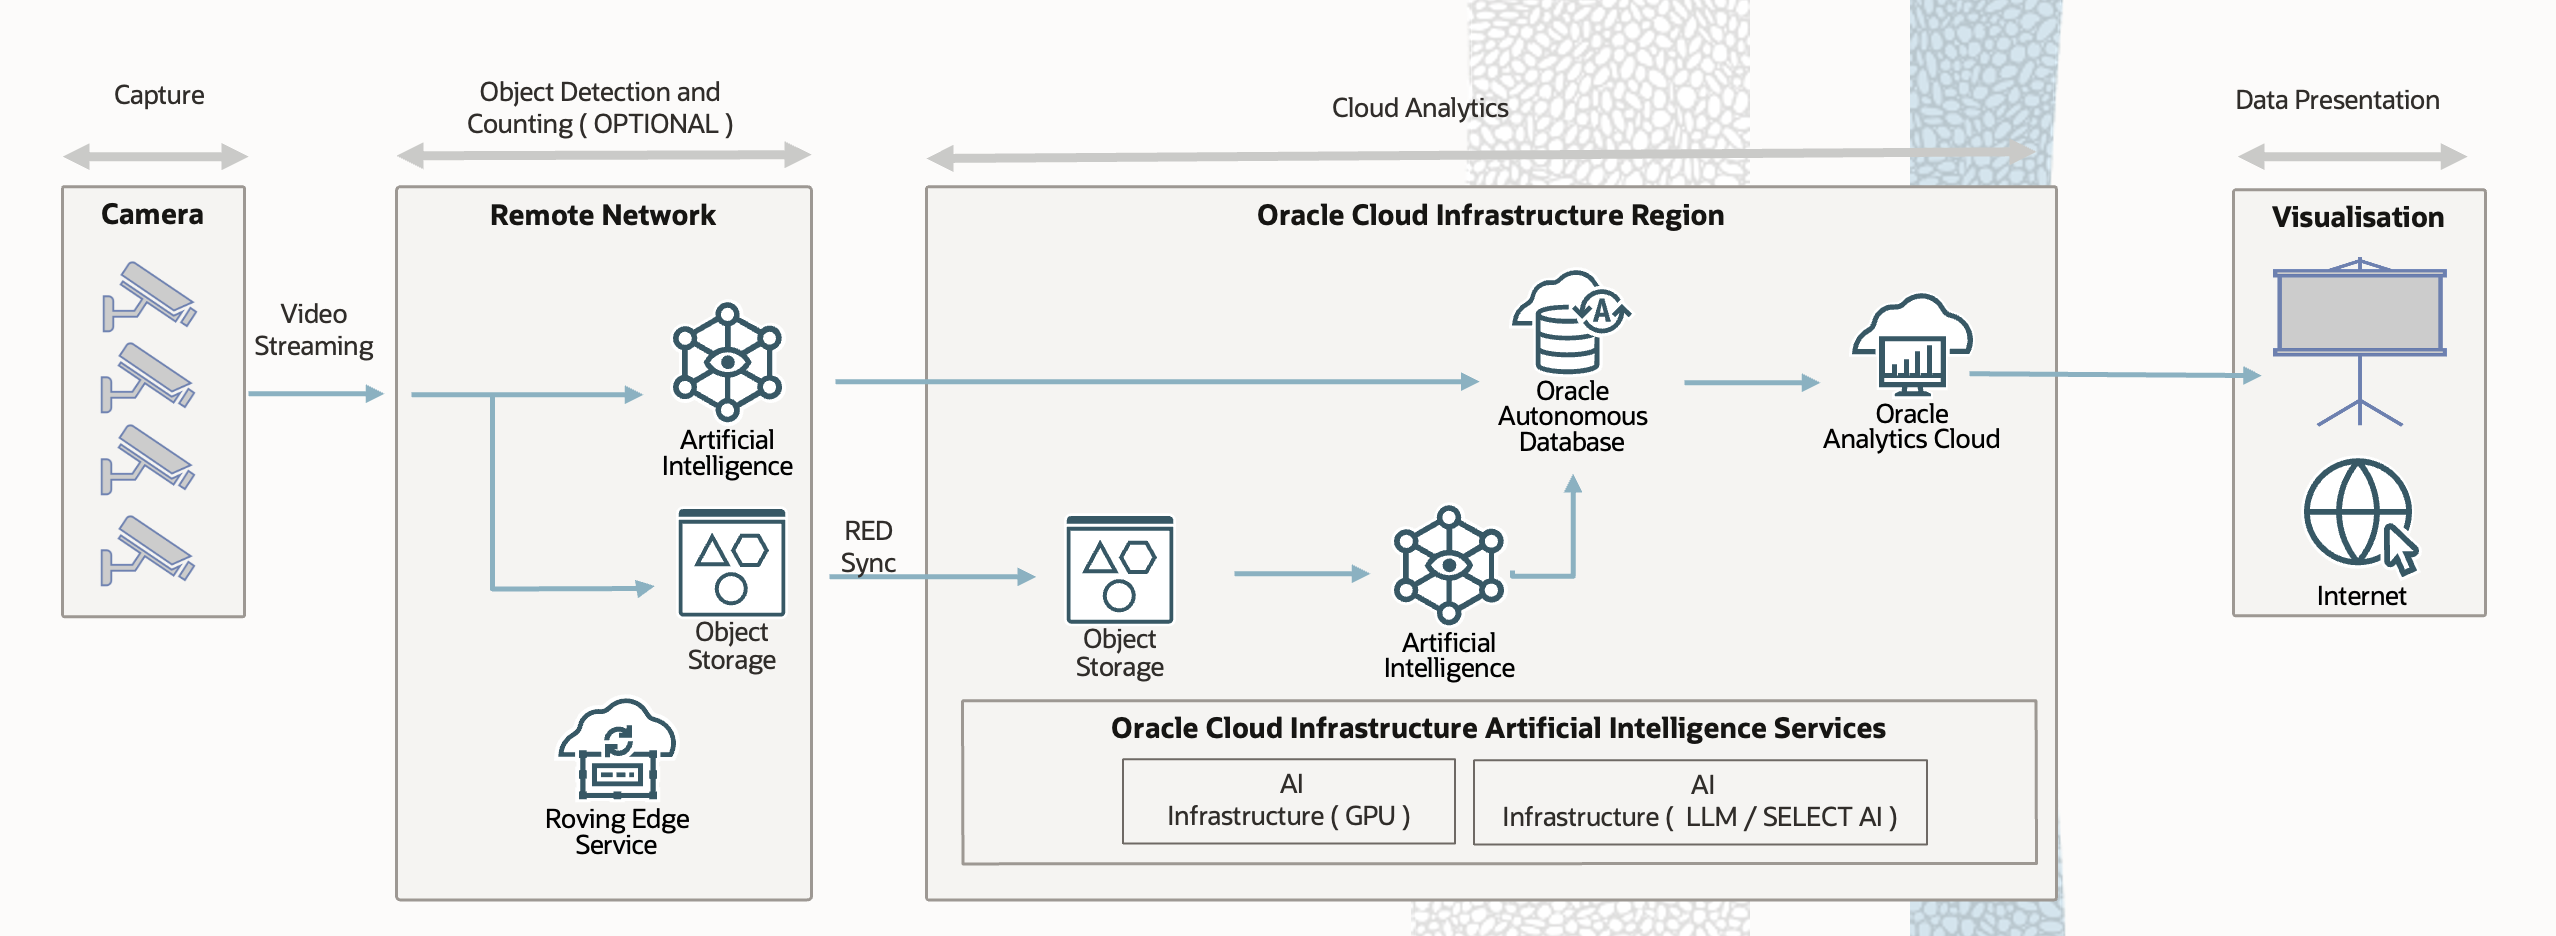 Capture
Object Detection and
Counting ( OPTIONAL )
Cloud Analytics
Data Presentation
Camera
Video
Streaming
Remote Network
Artificial
Intelligence
Object
Storage
Roving Edge
Service
RED
Sync
Oracle Cloud Infrastructure Region
Oracle
Autonomous
Database
A
Oracle
Analytics Cloud
Object
Storage
Artificial
Intelligence
Oracle Cloud Infrastructure Artificial Intelligence Services
AI
Infrastructure ( GPU )
AI
Infrastructure ( LLM / SELECT AI )
Visualisation
Internet